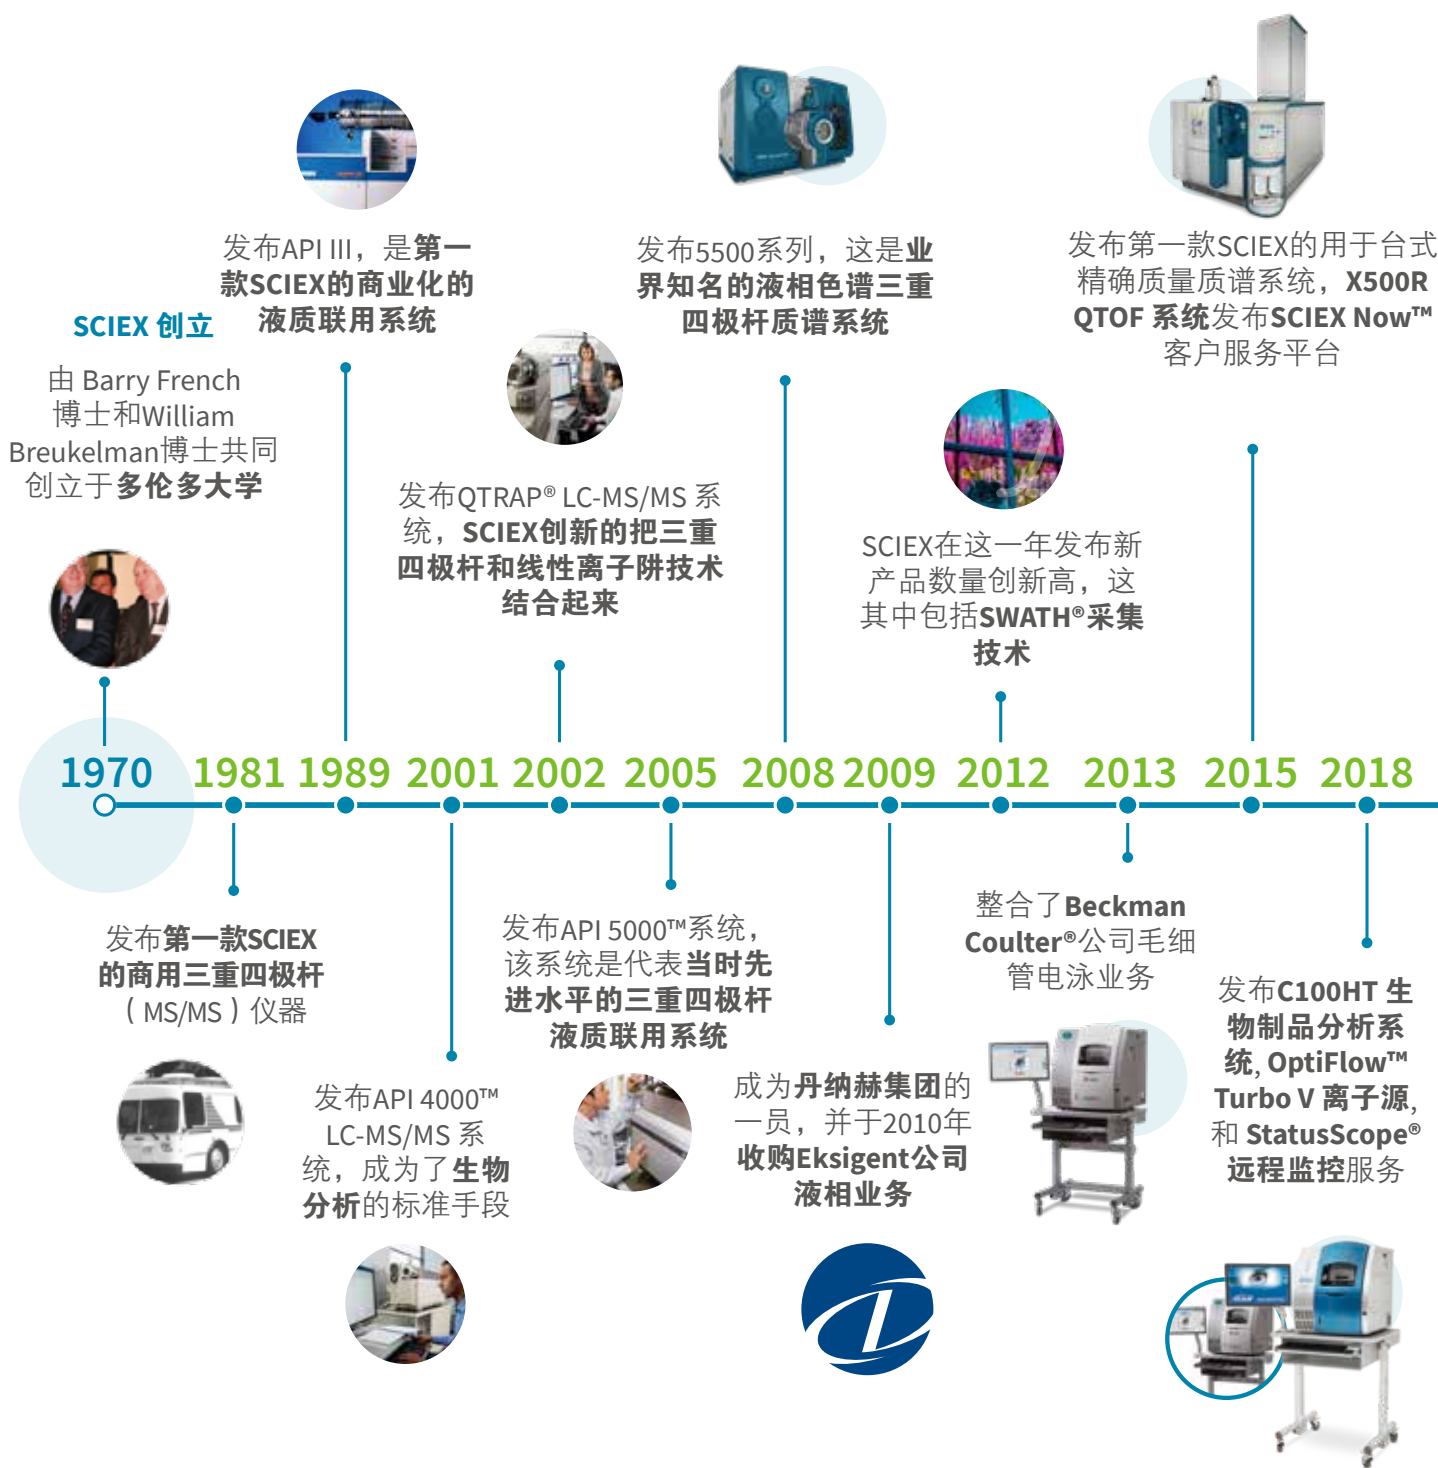 SCIEX 创立
由 Barry French
博士和William
Breukelman博士共同
创立于多伦多大学
发布API III，是第一
款SCIEX的商业化的
液质联用系统
发布QTRAP® LC-MS/MS 系
统，SCIEX创新的把三重
四极杆和线性离子阱技术
结合起来
发布5500系列，这是业
界知名的液相色谱三重
四极杆质谱系统
SCIEX在这一年发布新
产品数量创新高，这
其中包括SWATH®采集
技术
发布第一款SCIEX的用于台式
精确质量质谱系统，X500R
QTOF 系统发布SCIEX Now™
客户服务平台
1970 1981 1989 2001 2002 2005 2008 2009 2012 2013 2015 2018
发布第一款SCIEX
的商用三重四极杆
（MS/MS）仪器
发布API 4000™
LC-MS/MS 系
统，成为了生物
分析的标准手段
发布API 5000™系统，
该系统是代表当时先
进水平的三重四极杆
液质联用系统
成为丹纳赫集团的
一员，并于2010年
收购Eksigent公司
液相业务
整合了Beckman
Coulter®公司毛细
管电泳业务
发布C100HT 生
物制品分析系
统, OptiFlow™
Turbo V 离子源,
和 StatusScope®
远程监控服务